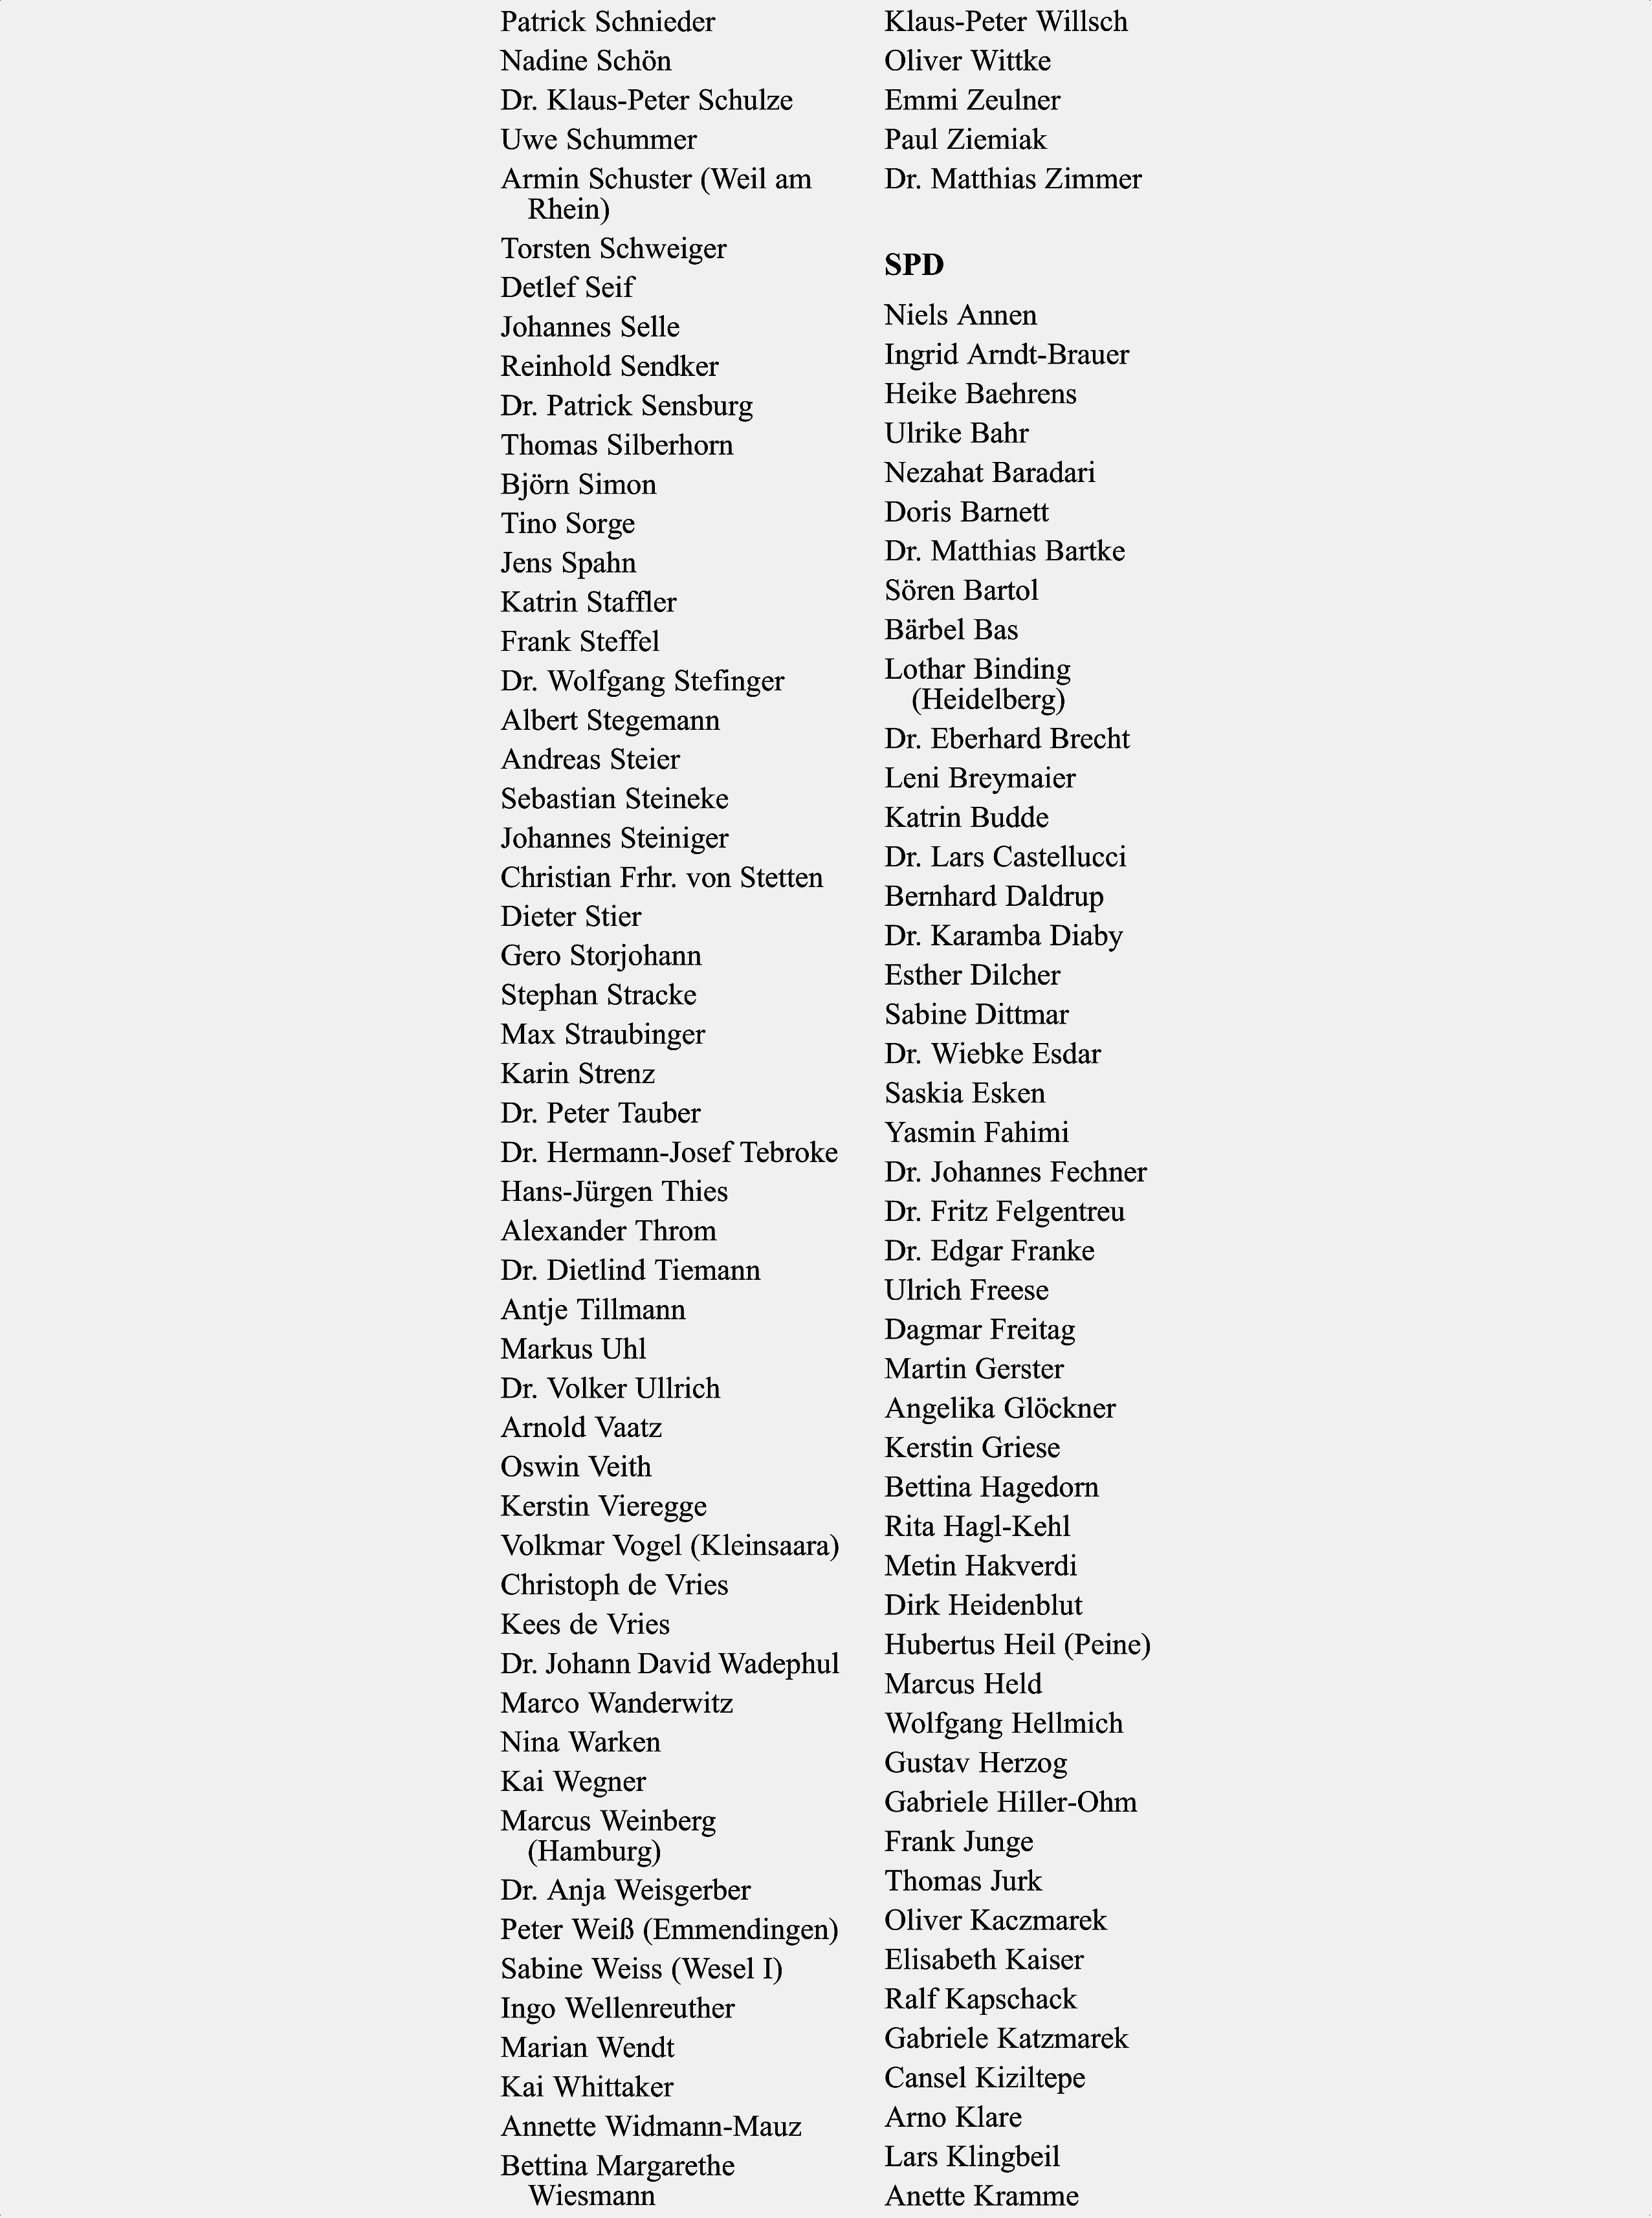 Patrick Schnieder
Nadine Schön
Dr. Klaus-Peter Schulze
Uwe Schummer
Armin Schuster (Weil am
Rhein)
Torsten Schweiger
Detlef Seif
Johannes Selle
Reinhold Sendker
Dr. Patrick Sensburg
Thomas Silberhorn
Björn Simon
Tino Sorge
Jens Spahn
Katrin Staffler
Frank Steffel
Dr. Wolfgang Stefinger
Albert Stegemann
Andreas Steier
Sebastian Steineke
Johannes Steiniger
Christian Frhr. von Stetten
Dieter Stier
Gero Storjohann
Stephan Stracke
Max Straubinger
Karin Strenz
Dr. Peter Tauber
Dr. Hermann-Josef Tebroke
Hans-Jürgen Thies
Alexander Throm
Dr. Dietlind Tiemann
Antje Tillmann
Markus Uhl
Dr. Volker Ullrich
Arnold Vaatz
Oswin Veith
Kerstin Vieregge
Volkmar Vogel (Kleinsaara)
Christoph de Vries
Kees de Vries
Dr. Johann David Wadephul
Marco Wanderwitz
Nina Warken
Kai Wegner
Marcus Weinberg
(Hamburg)
Dr. Anja Weisgerber
Peter Weiß (Emmendingen)
Sabine Weiss (Wesel I)
Ingo Wellenreuther
Marian Wendt
Kai Whittaker
Annette Widmann-Mauz
Bettina Margarethe
Wiesmann
Klaus-Peter Willsch
Oliver Wittke
Emmi Zeulner
Paul Ziemiak
Dr. Matthias Zimmer
SPD
Niels Annen
Ingrid Arndt-Brauer
Heike Baehrens
Ulrike Bahr
Nezahat Baradari
Doris Barnett
Dr. Matthias Bartke
Sören Bartol
Bärbel Bas
Lothar Binding
(Heidelberg)
Dr. Eberhard Brecht
Leni Breymaier
Katrin Budde
Dr. Lars Castellucci
Bernhard Daldrup
Dr. Karamba Diaby
Esther Dilcher
Sabine Dittmar
Dr. Wiebke Esdar
Saskia Esken
Yasmin Fahimi
Dr. Johannes Fechner
Dr. Fritz Felgentreu
Dr. Edgar Franke
Ulrich Freese
Dagmar Freitag
Martin Gerster
Angelika Glöckner
Kerstin Griese
Bettina Hagedorn
Rita Hagl-Kehl
Metin Hakverdi
Dirk Heidenblut
Hubertus Heil (Peine)
Marcus Held
Wolfgang Hellmich
Gustav Herzog
Gabriele Hiller-Ohm
Frank Junge
Thomas Jurk
Oliver Kaczmarek
Elisabeth Kaiser
Ralf Kapschack
Gabriele Katzmarek
Cansel Kiziltepe
Arno Klare
Lars Klingbeil
Anette Kramme